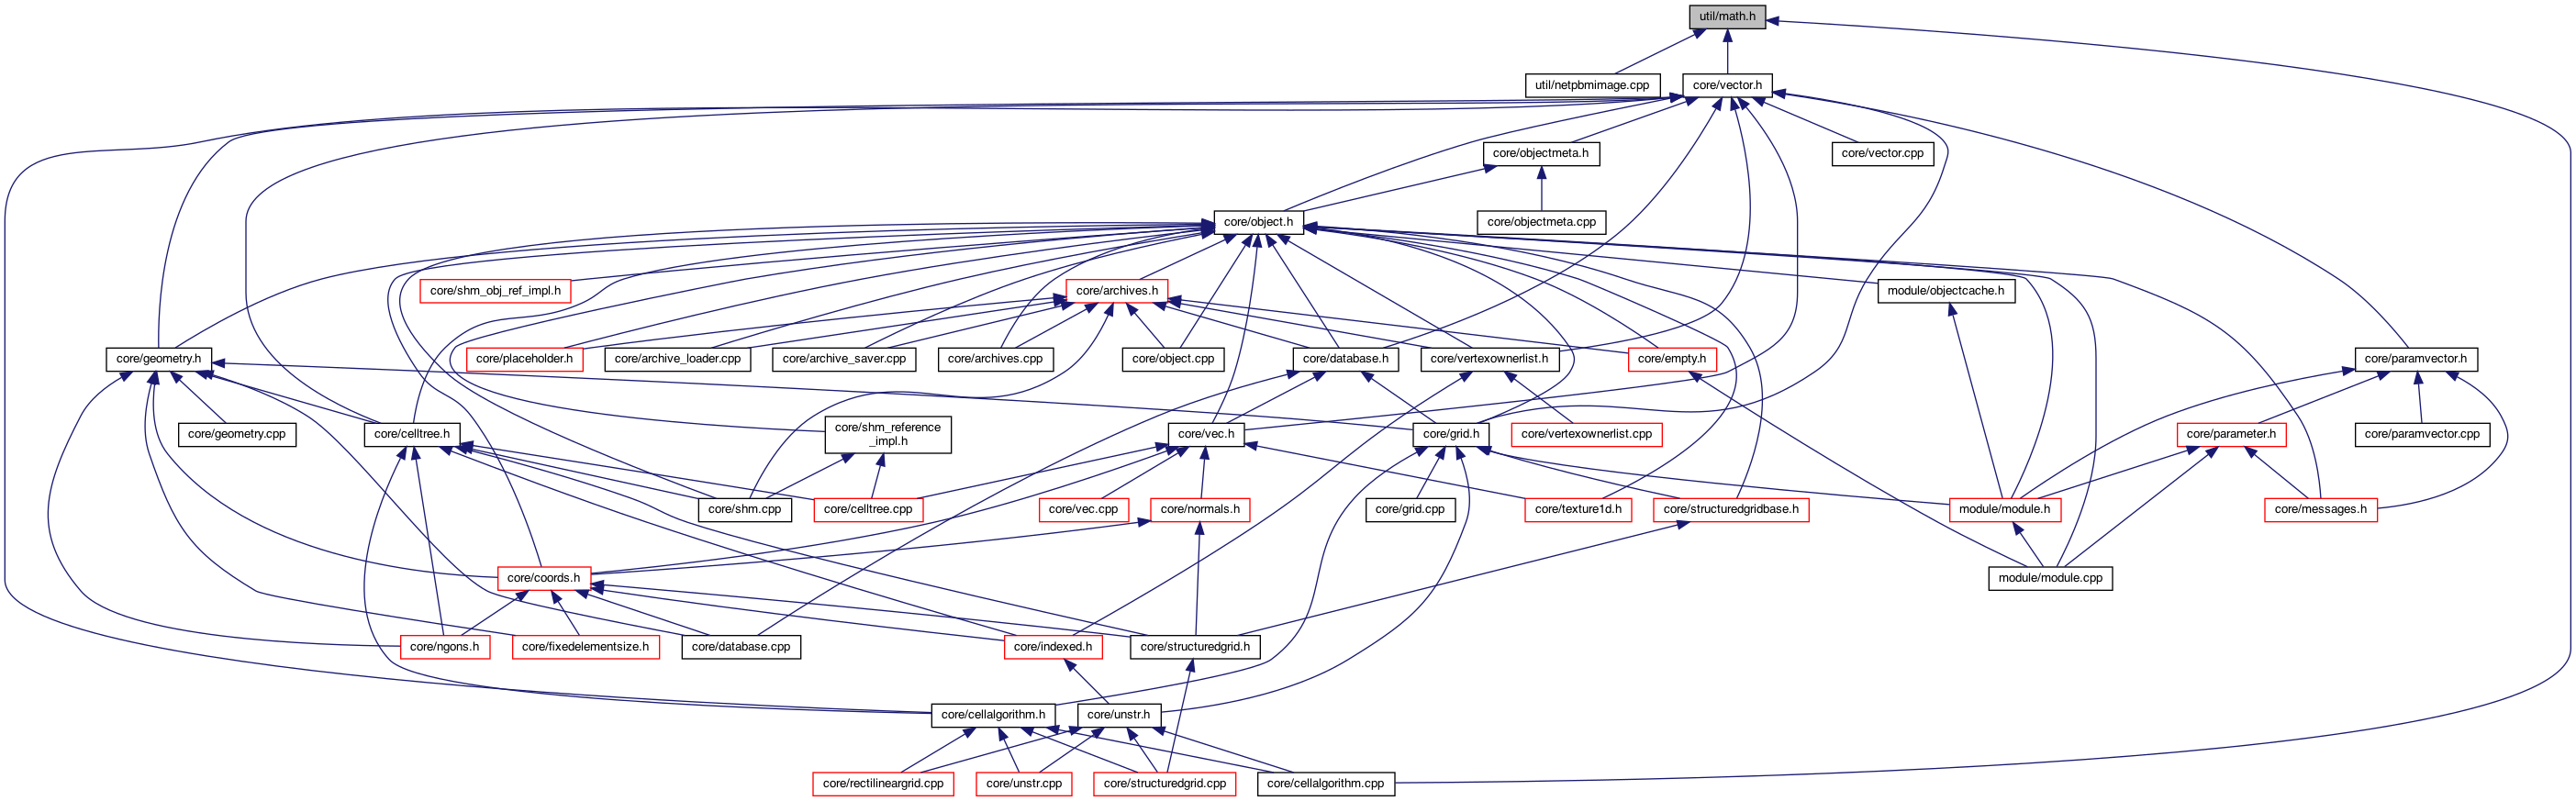 util/math.h
util/netpbmimage.cpp
core/vector.h
core/objectmeta.h
core/vector.cpp
core/object.h
core/objectmeta.cpp
core/shm_obj_ref_impl.h
core/archives.h
module/objectcache.h
core/geometry.h
core/placeholder.h
core/archive_loader.cpp
core/archive_saver.cpp
core/archives.cpp
core/object.cpp
core/database.h
core/vertexownerlist.h
core/empty.h
core/paramvector.h
core/geometry.cpp
core/celltree.h
core/shm_reference
_impl.h
core/vec.h
core/grid.h
core/vertexownerlist.cpp
core/parameter.h
core/paramvector.cpp
core/shm.cpp
core/celltree.cpp
core/vec.cpp
core/normals.h
core/grid.cpp
core/texture1d.h
core/structuredgridbase.h
module/module.h
core/messages.h
core/coords.h
module/module.cpp
core/ngons.h
core/fixedelementsize.h
core/database.cpp
core/indexed.h
core/structuredgrid.h
core/cellalgorithm.h
core/unstr.h
core/rectilineargrid.cpp
core/unstr.cpp
core/structuredgrid.cpp
core/cellalgorithm.cpp